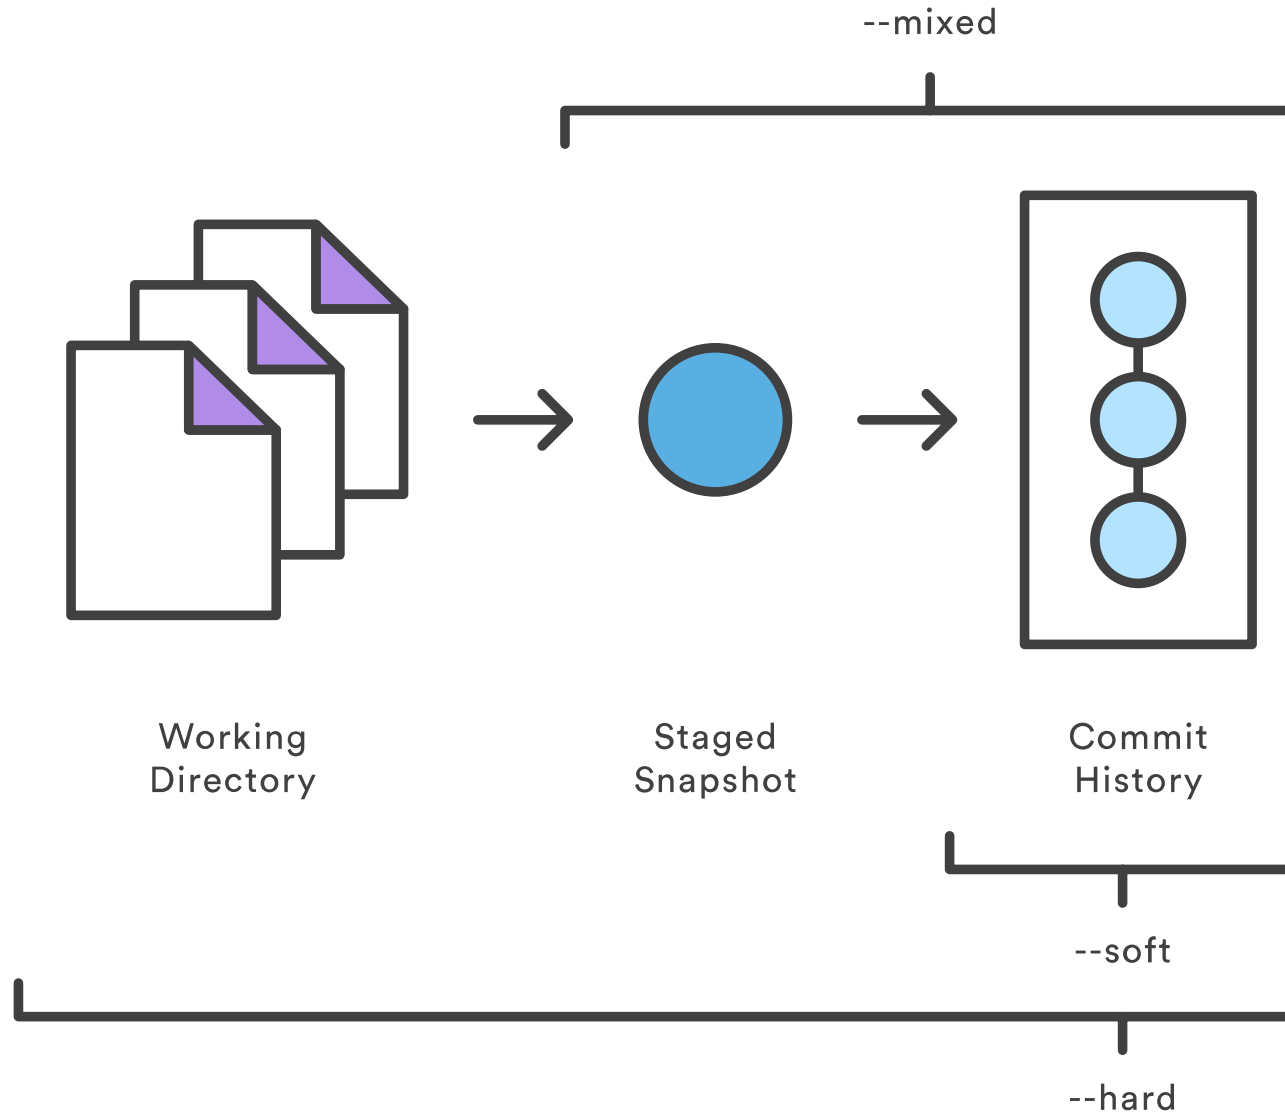 --mixed
Working
Directory
Staged
Snapshot
Commit
History
--soft
--hard